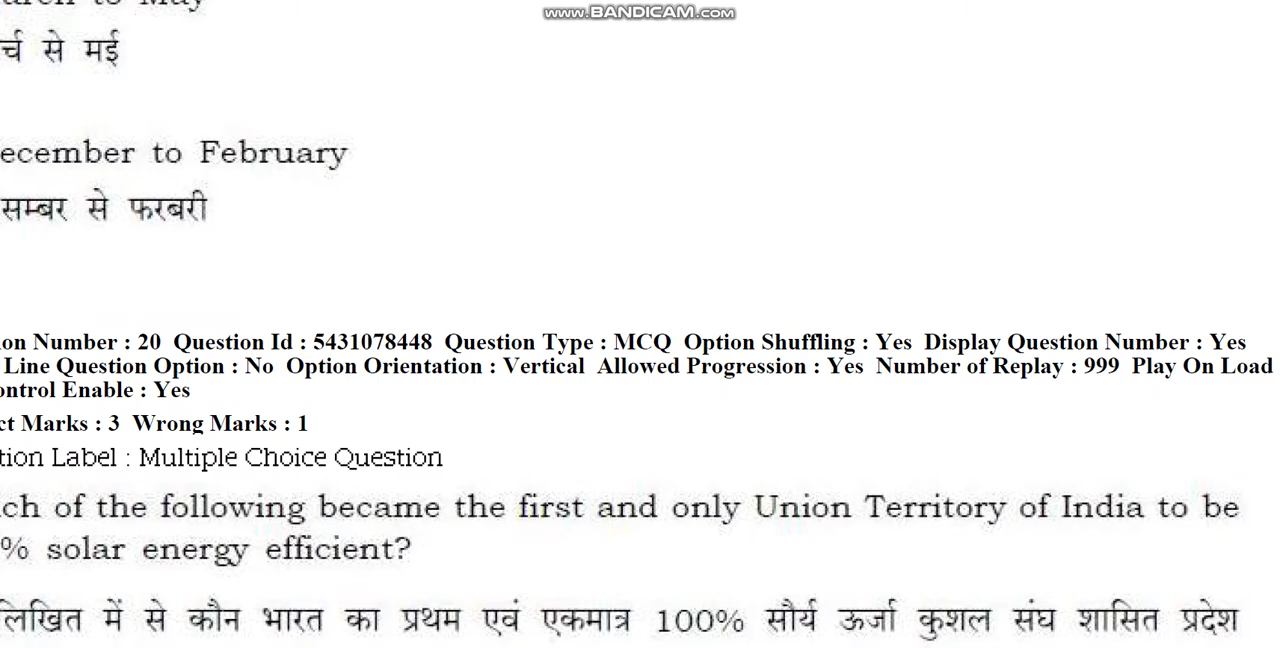 www.BANDICAM.com
to May
र्च से मई
ecember to February
सम्बर से फरबरी
on Number : 20 Question Id : 5431078448 Question Type : MCQ Option Shuffling : Yes Display Question Number : Yes
Line Question Option : No Option Orientation : Vertical Allowed Progression : Yes Number of Replay : 999 Play On Load
ontrol Enable : Yes
ct Marks : 3 Wrong Marks : 1
tion Label : Multiple Choice Question
ch of the following became the first and only Union Territory of India to be
% solar energy efficient?
लिखित में से कौन भारत का प्रथम एवं एकमात्र 100% सौर्य ऊर्जा कुशल संघ शासित प्रदेश